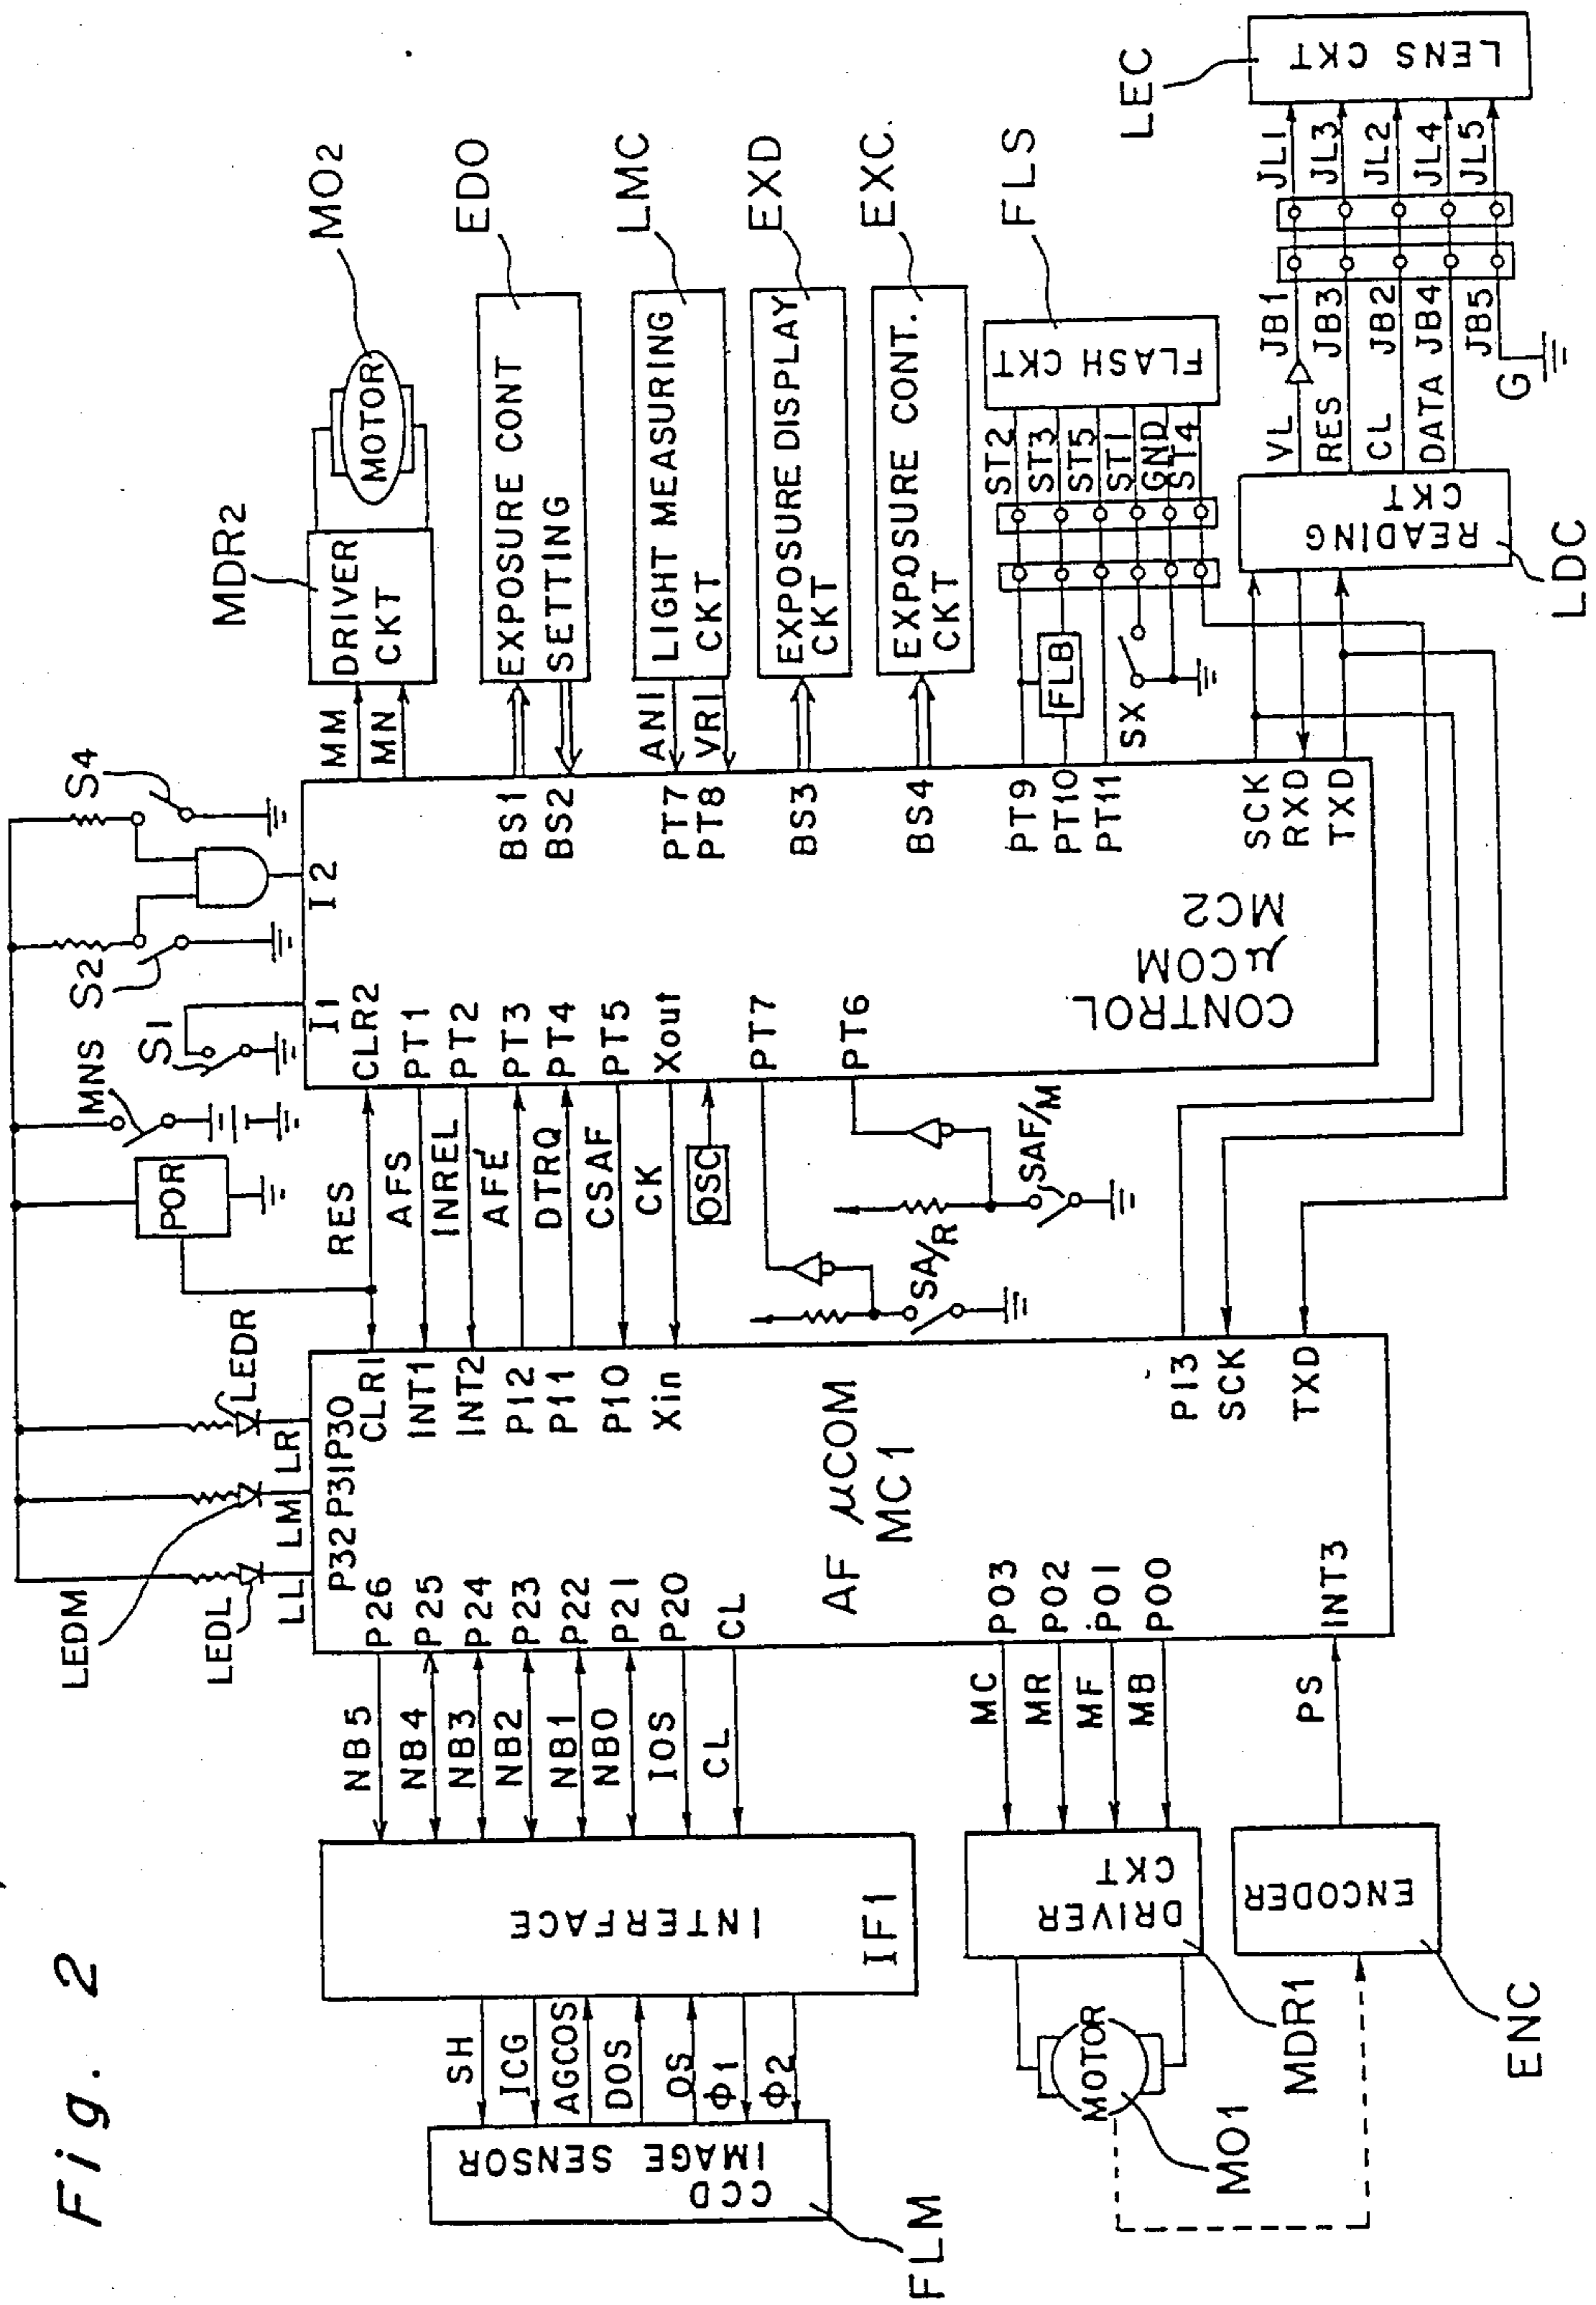 Fig. 2
LEDM
LEDL
LEDR
LL
LM
LR
POR
MNS
S1
S2
S4
MDR2
MO2
DRIVER
CKT
MOTOR
MM
MN
P32
P31
P30
I1
I2
CLR1
INT1
INT2
P12
P11
P10
Xin
RES
AFS
INREL
AFE
DTRQ
CSAF
CK
OSC
CLR2
PT1
PT2
PT3
PT4
PT5
Xout
PT7
PT6
SA/R
SAF/M
P26
P25
P24
P23
P22
P21
P20
CL
NB5
NB4
NB3
NB2
NB1
NB0
IOS
CL
INTERFACE
IF1
SH
ICG
AGCOS
DOS
OS
Φ1
Φ2
CCD
IMAGE SENSOR
FLM
AF μCOM
MC1
P03
P02
P01
P00
INT3
MC
MR
MF
MB
PS
DRIVER
CKT
MDR1
MOTOR
MO1
ENCODER
ENC
P13
SCK
TXD
CONTROL
μCOM
MC2
BS1
BS2
PT7
PT8
BS3
BS4
PT9
PT10
PT11
SCK
RXD
TXD
EXPOSURE CONT
SETTING
EDO
ANI
VRI
LIGHT MEASURING
CKT
LMC
EXPOSURE DISPLAY
CKT
EXD
EXPOSURE CONT.
CKT
EXC
FLB
SX
ST2
ST3
ST5
ST1
GND
ST4
FLASH CKT
FLS
READING
CKT
LDC
VL
RES
CL
DATA
JB1
JB3
JB2
JB4
JB5
G
JL1
JL3
JL2
JL4
JL5
LENS CKT
LEC